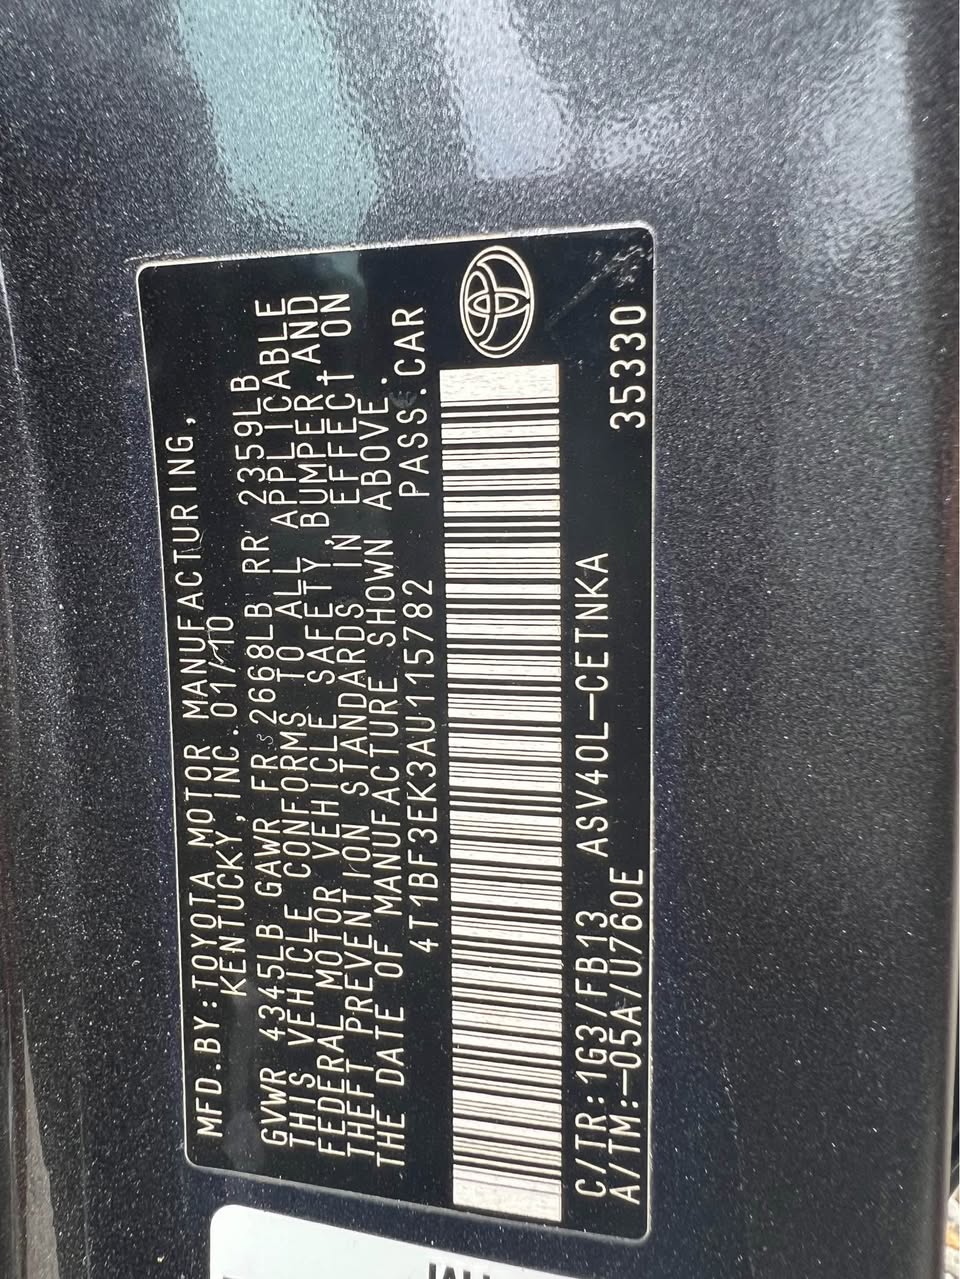 MFD.BY:TOYOTA MOTOR MANUFACTURING,
KENTUCKY, INC. 01/10
GVWR 4345LB GAWR FR 2668LB RR 2359LB
THIS VEHICLE CONFORMS TO ALL APPLICABLE
FEDERAL MOTOR VEHICLE SAFETY,BUMPER,AND
THEFT PREVENTION STANDARDS IN EFFECT ON
THE DATE OF MANUFACTURE SHOWN ABOVE.
4T1BF3EK3AU115782 PASS.CAR
C/TR:1G3/FB13 ASV40L-CETNKA
A/TM:-05A/U760E 35330